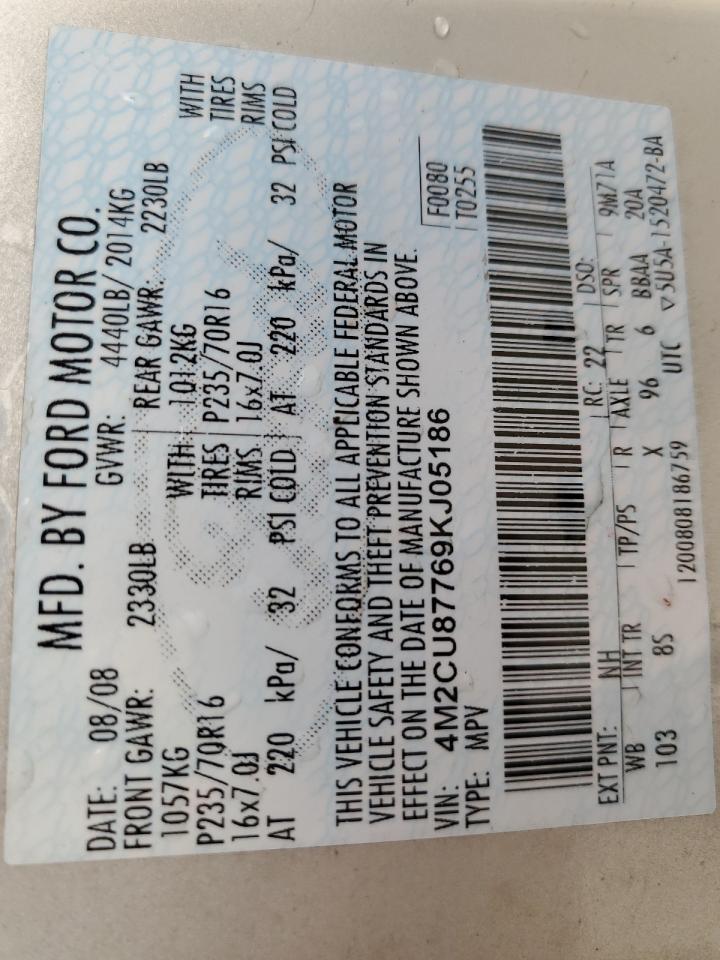 MFD. BY FORD MOTOR CO.
DATE: 08/08 GVWR: 4440LB/ 2014KG
FRONT GAWR: 2330LB REAR GAWR: 2230LB
1057KG WITH 1012KG WITH
P235/70R16 TIRES P235/70R16 TIRES
16x7.0J RIMS 16x7.0J RIMS
AT 220 kPa/ 32 PSI COLD AT 220 kPa/ 32 PSI COLD
THIS VEHICLE CONFORMS TO ALL APPLICABLE FEDERAL MOTOR
VEHICLE SAFETY AND THEFT PREVENTION STANDARDS IN
EFFECT ON THE DATE OF MANUFACTURE SHOWN ABOVE.
VIN: 4M2CU87769KJ05186 F0080
TYPE: MPV T0255
EXT PNT: NH RC: 22 DSO:
WB INT TR TP/PS R AXLE TR SPR 9M71A
103 8S X 96 6 BBAA 20A
1200808186759 UTC ▽5U5A-1520472-BA